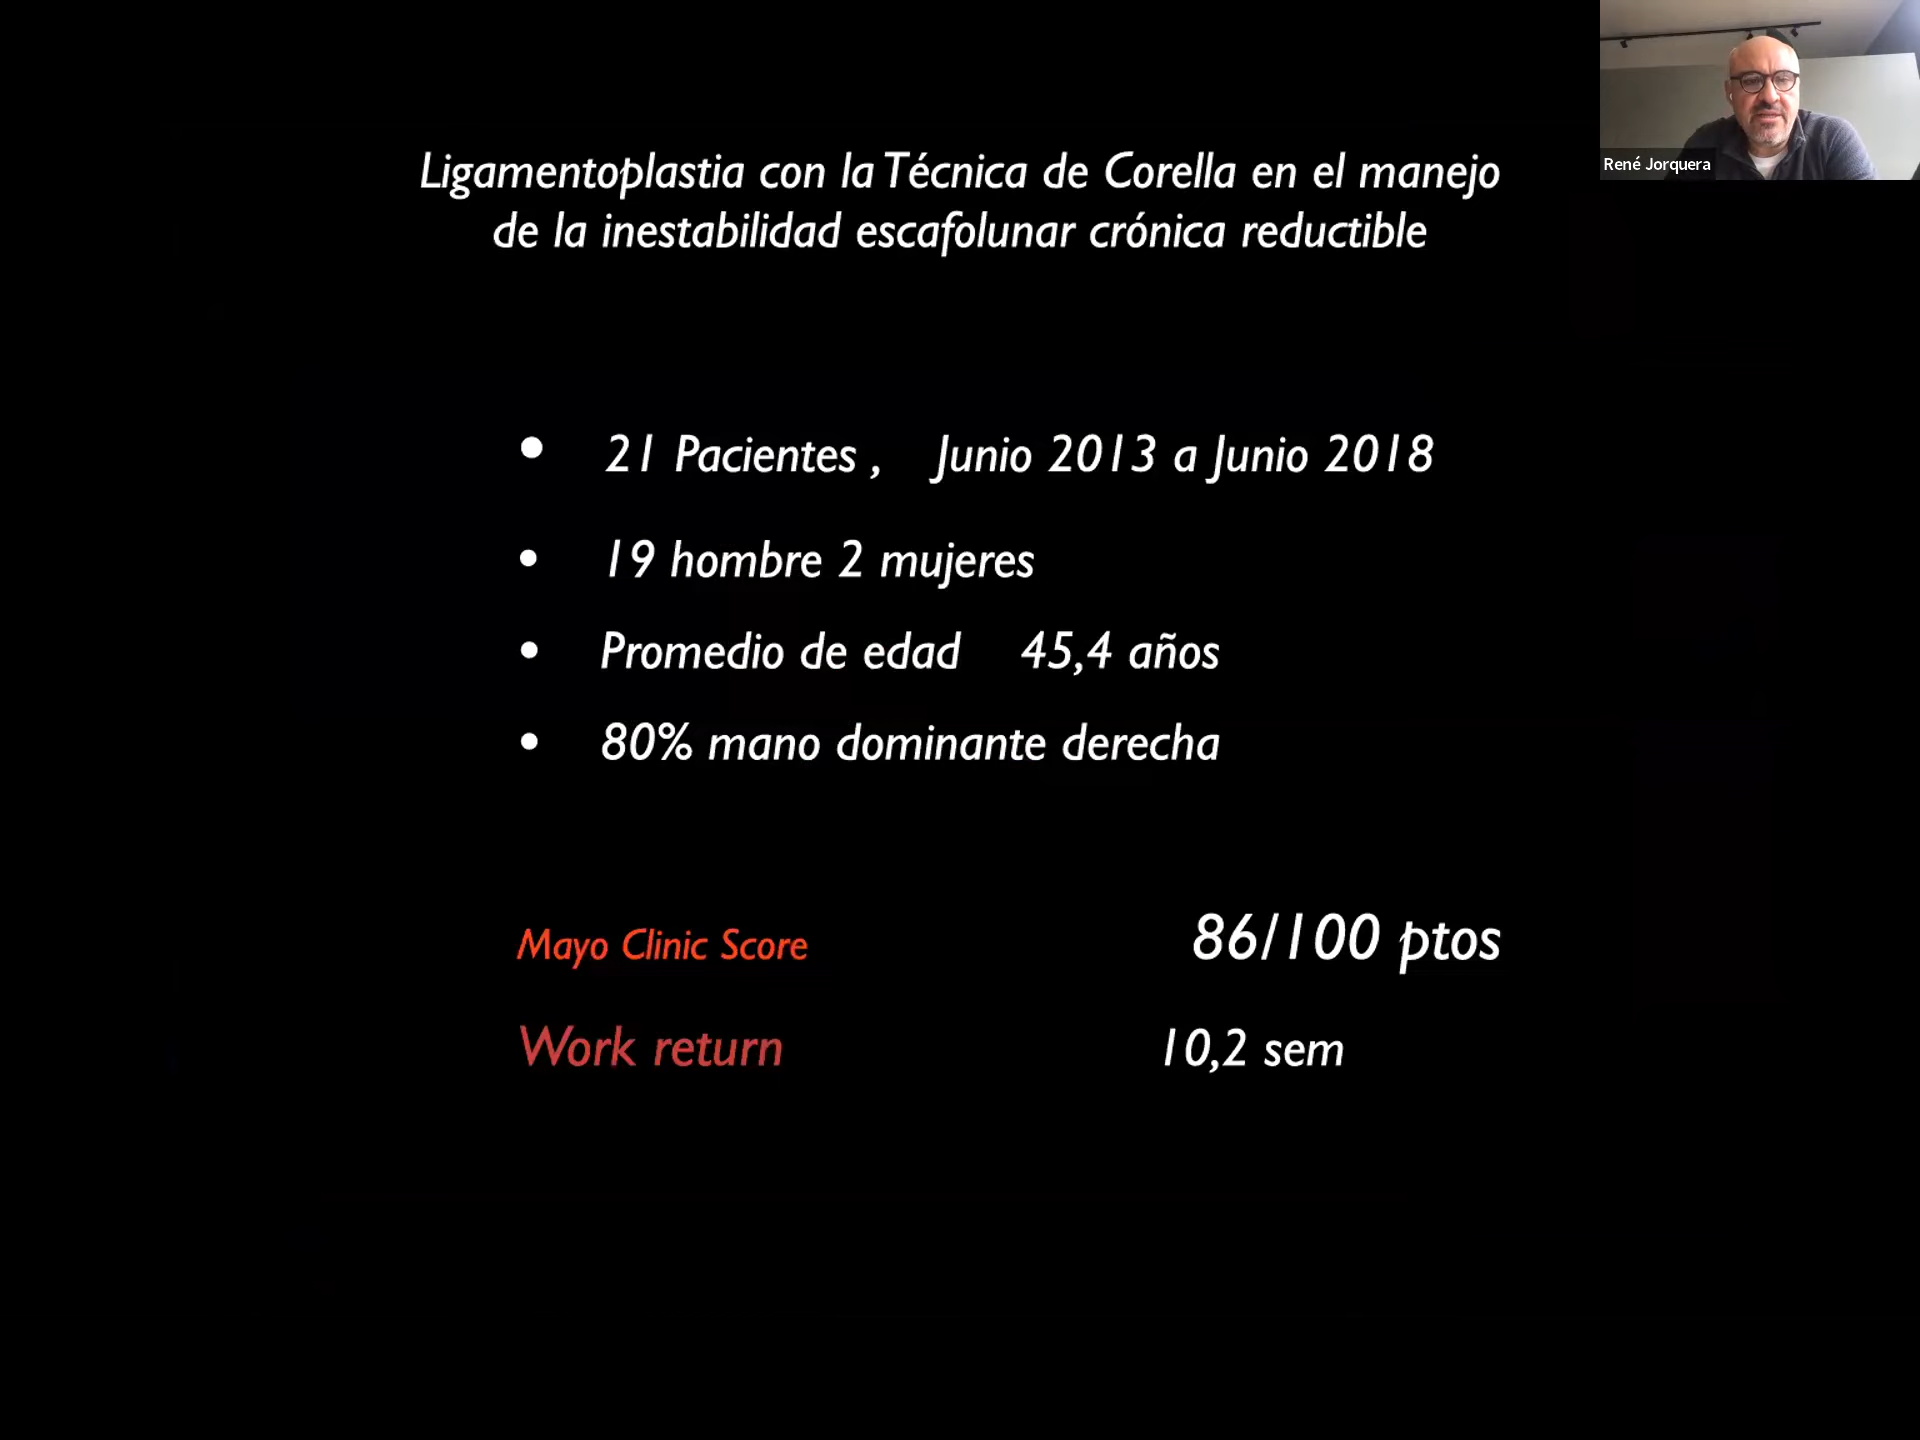 René Jorquera
Ligamentoplastia con la Técnica de Corella en el manejo
de la inestabilidad escafolunar crónica reductible
• 21 Pacientes , Junio 2013 a Junio 2018
• 19 hombre 2 mujeres
• Promedio de edad 45,4 años
• 80% mano dominante derecha
Mayo Clinic Score 86/100 ptos
Work return 10,2 sem